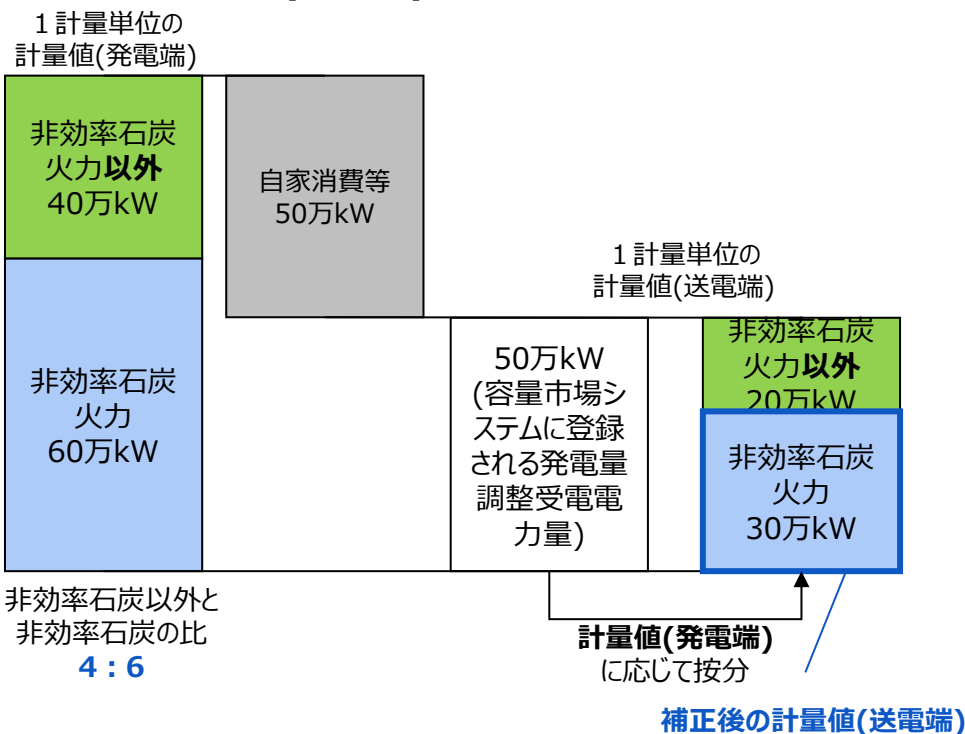 １計量単位の
計量値(発電端)
非効率石炭
火力以外
40万kW
非効率石炭
火力
60万kW
非効率石炭以外と
非効率石炭の比
４：６
自家消費等
50万kW
50万kW
(容量市場シ
ステムに登録
される発電量
調整受電電
力量)
１計量単位の
計量値(送電端)
非効率石炭
火力以外
20万kW
非効率石炭
火力
30万kW
計量値(発電端)
に応じて按分
補正後の計量値(送電端)